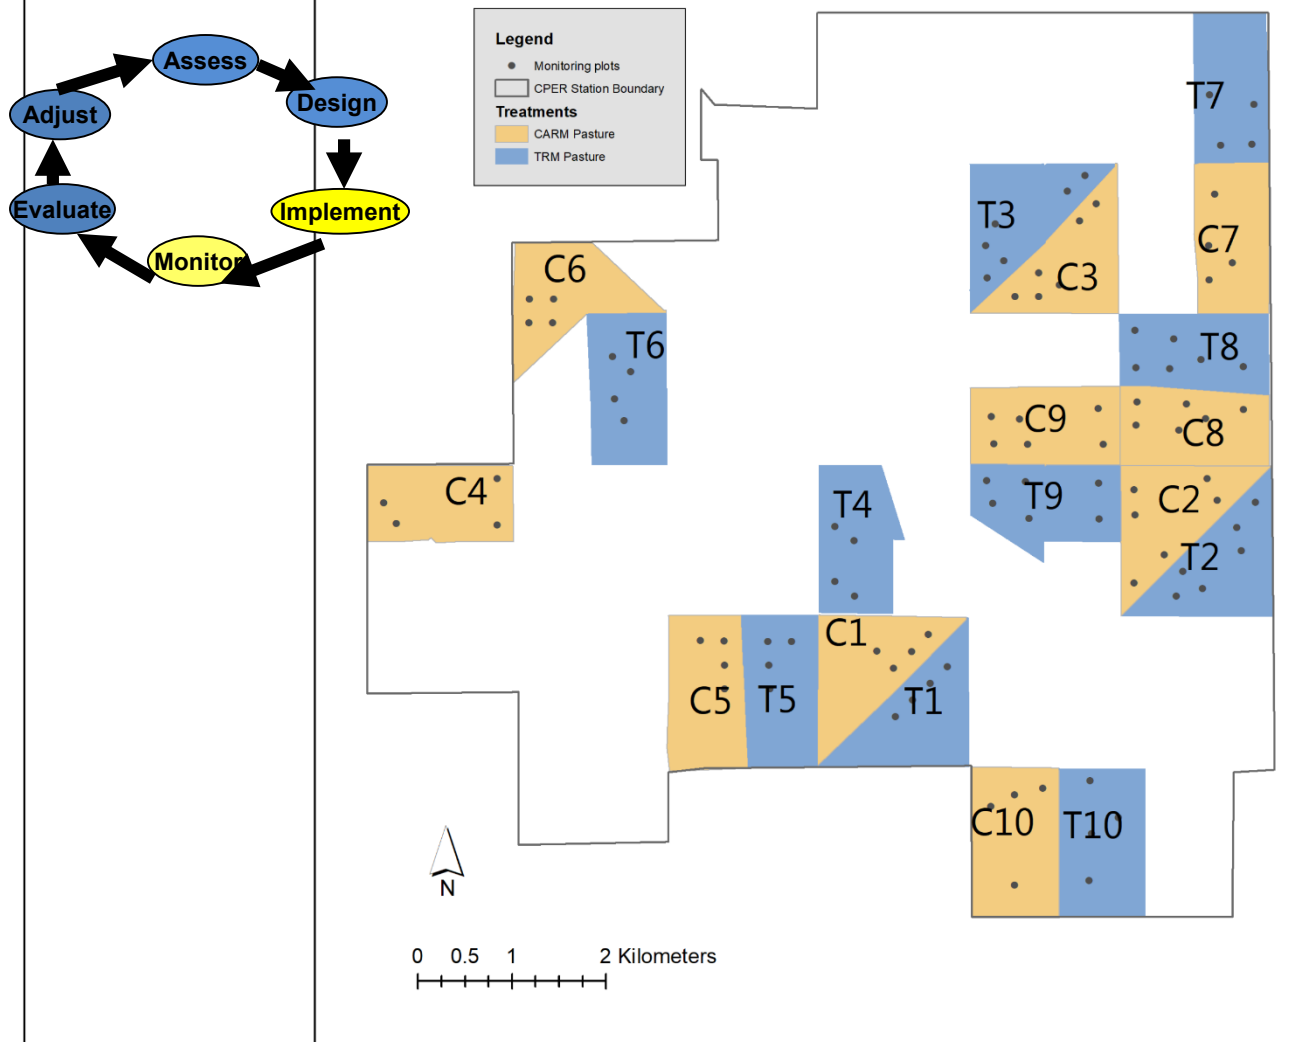 Assess
Design
Adjust
Implement
Evaluate
Monitor
Legend
Monitoring plots
CPER Station Boundary
Treatments
CARM Pasture
TRM Pasture
T7
T3
C7
C3
C6
T6
T8
C9
C8
C4
T4
T9
C2
T2
C1
C5
T5
T1
C10
T10
N
0 0.5 1 2 Kilometers